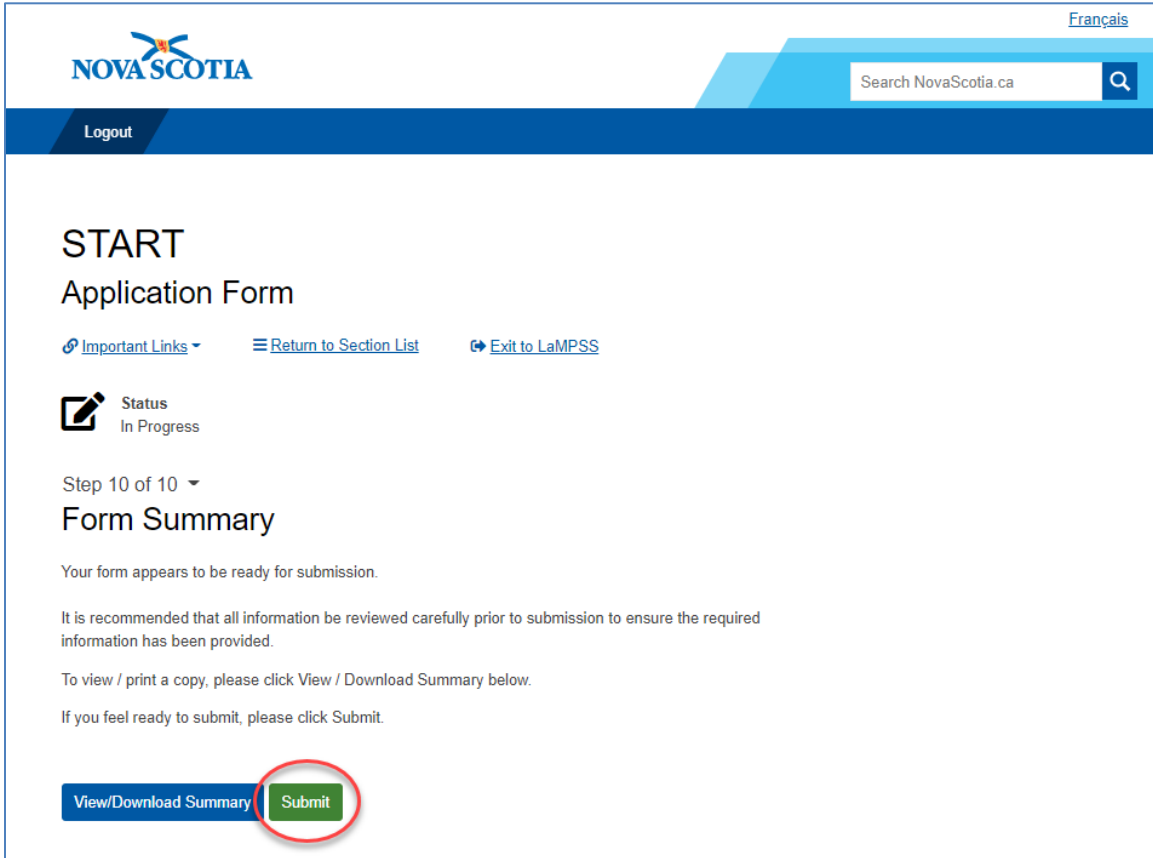 Français
NOVA SCOTIA
Search NovaScotia.ca
Logout
START
Application Form
Important Links
Return to Section List
Exit to LaMPSS
Status
In Progress
Step 10 of 10
Form Summary
Your form appears to be ready for submission.
It is recommended that all information be reviewed carefully prior to submission to ensure the required
information has been provided.
To view / print a copy, please click View / Download Summary below.
If you feel ready to submit, please click Submit.
View/Download Summary
Submit